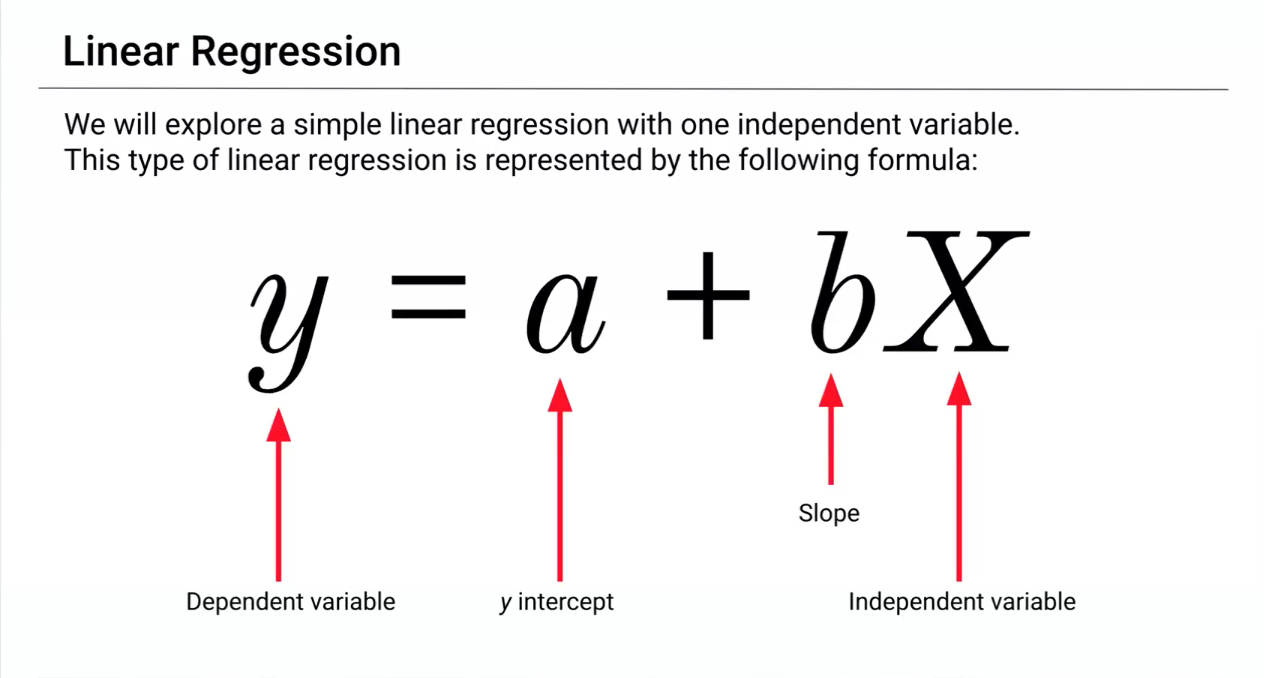 Linear Regression
We will explore a simple linear regression with one independent variable.
This type of linear regression is represented by the following formula:
y = a + bX
Slope
Dependent variable
y intercept
Independent variable